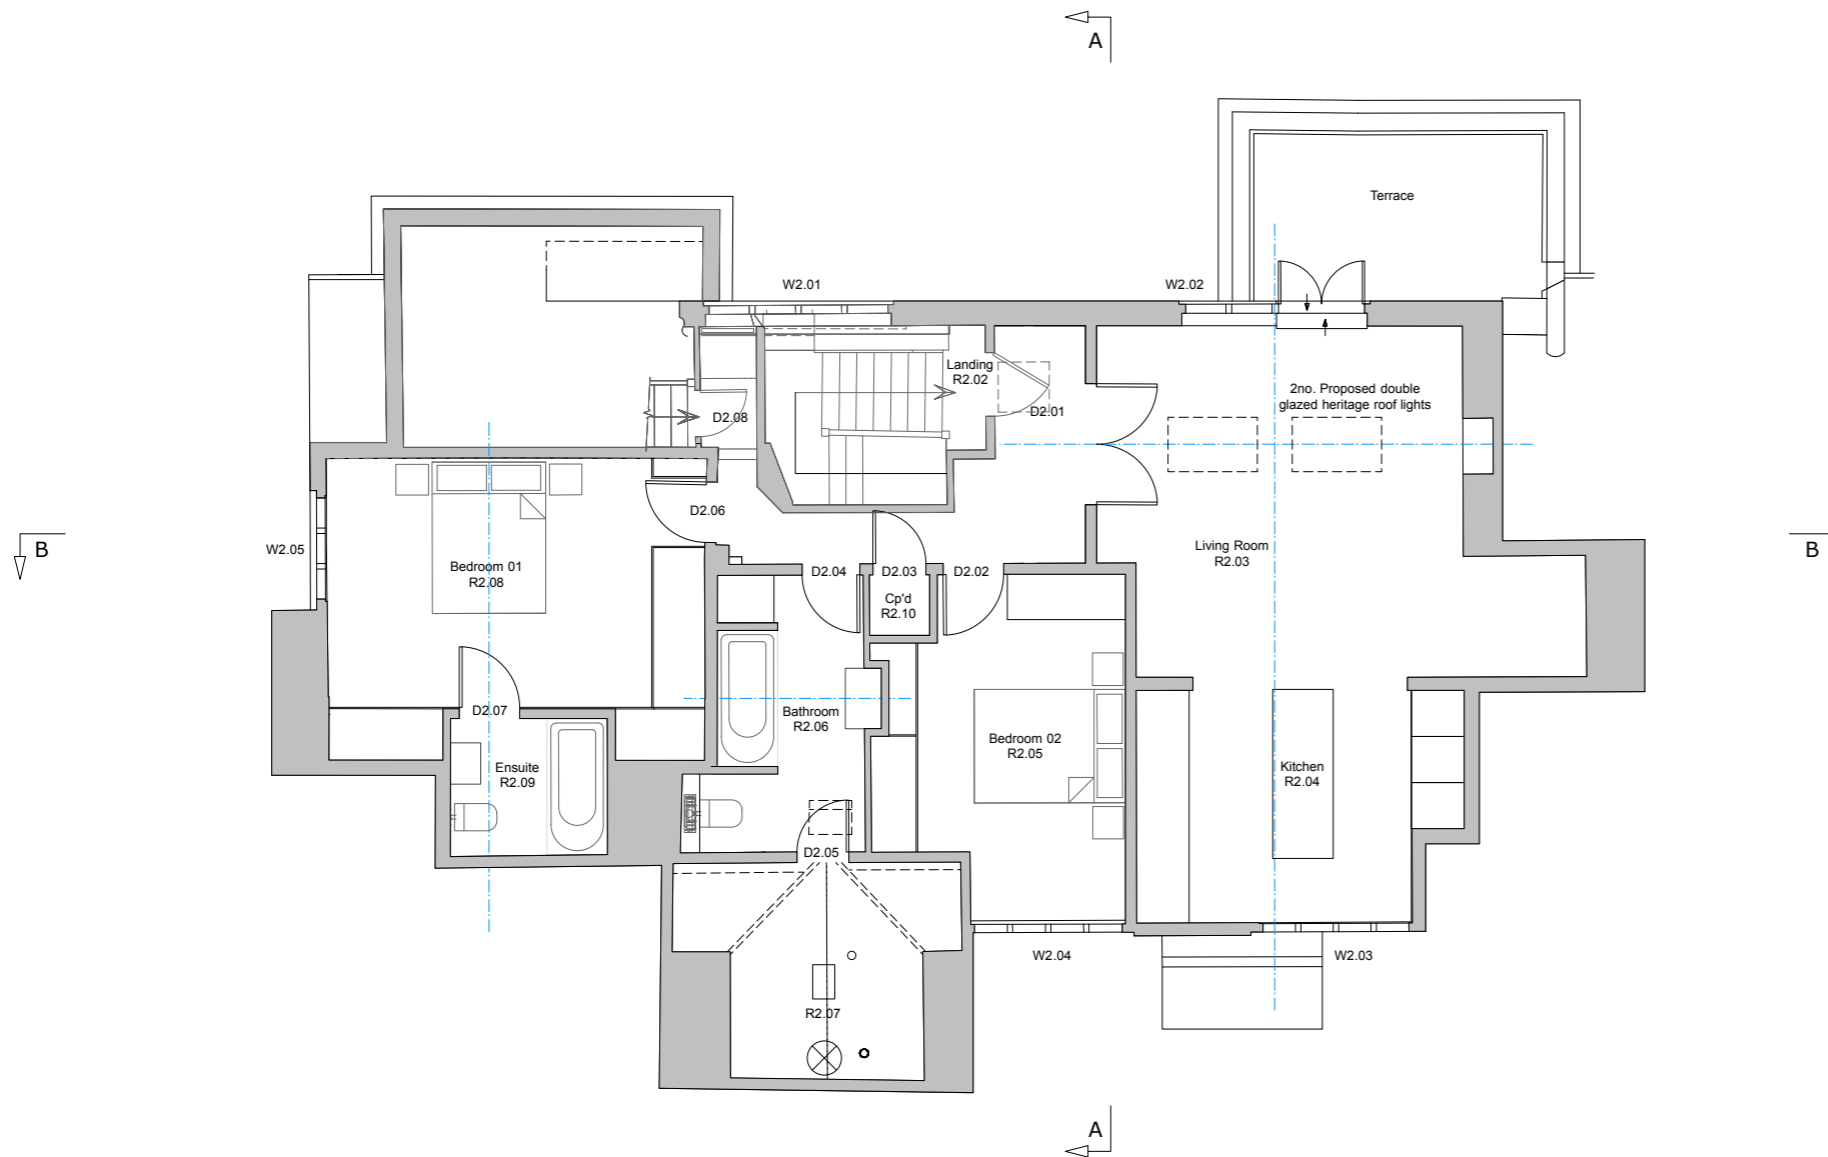 A
Terrace
W2.01
W2.02
Landing
R2.02
D2.01
D2.08
2no. Proposed double
glazed heritage roof lights
D2.06
B
W2.05
Bedroom 01
R2.08
Living Room
R2.03
B
D2.04
D2.03
D2.02
Cp'd
R2.10
D2.07
Bathroom
R2.06
Bedroom 02
R2.05
Ensuite
R2.09
Kitchen
R2.04
D2.05
W2.04
W2.03
R2.07
A